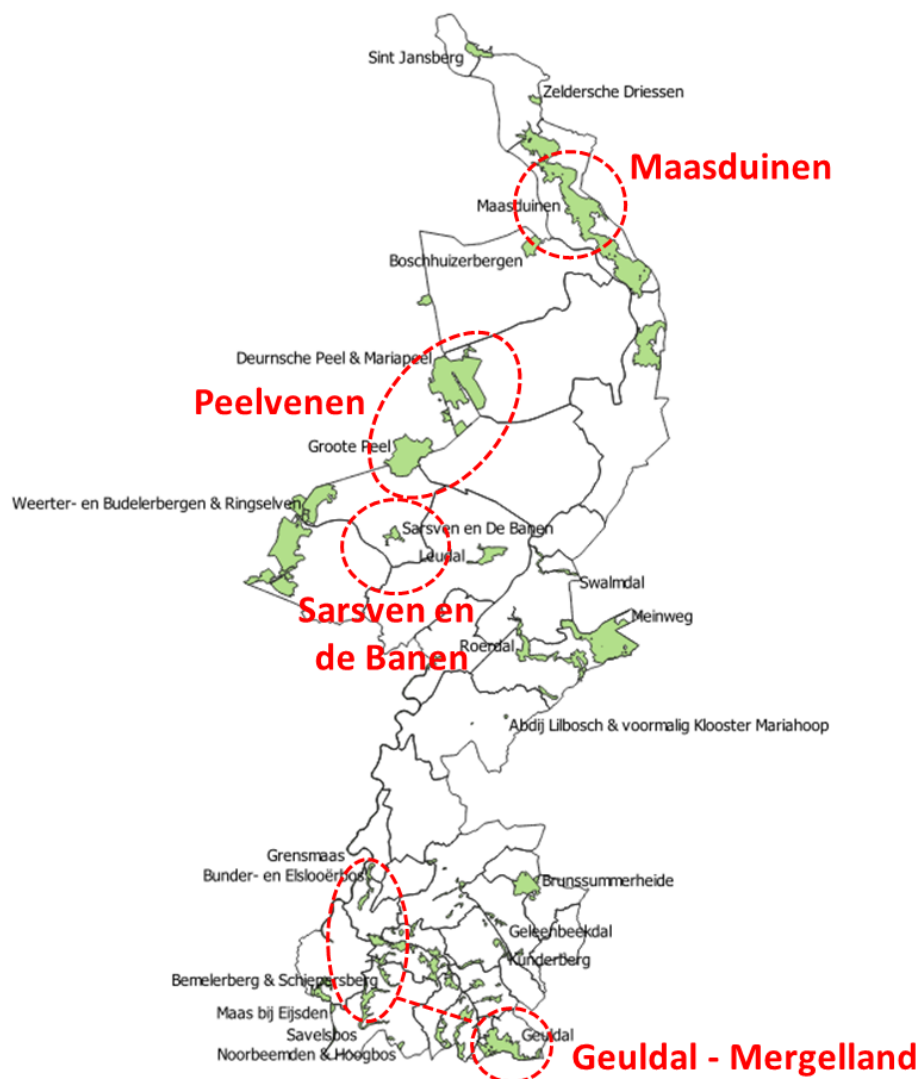 Sint Jansberg
Zeldersche Driessen
Maasduinen
Maasduinen
Boschhuizerbergen
Deurnsche Peel & Mariapeel
Peelvenen
Groote Peel
Weerter- en Budelerbergen & Ringselven
Sarsven en De Banen
Leudal
Swalmdal
Sarsven en
de Banen
Meinweg
Roerdal
Abdij Lilbosch & voormalig Klooster Mariahoop
Grensmaas
Bunder- en Elslooërbos
Brunssummerheide
Geleenbeekdal
Kunderberg
Bemelerberg & Schiepersberg
Maas bij Eijsden
Savelsbos
Geuldal
Noorbeemden & Hoogbos
Geuldal - Mergelland